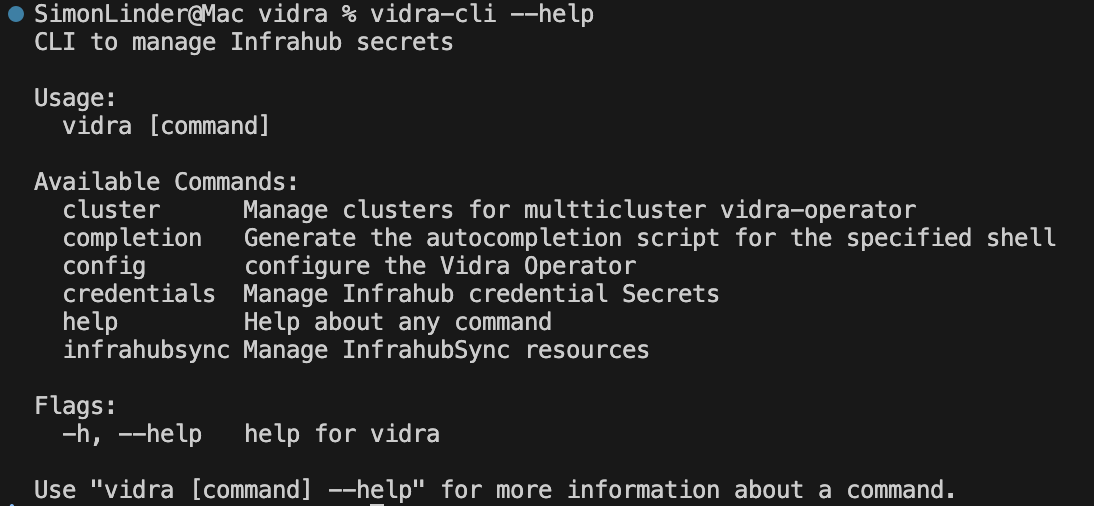 SimonLinder@Mac vidra % vidra-cli --help
CLI to manage Infrahub secrets

Usage:
  vidra [command]

Available Commands:
  cluster      Manage clusters for multticluster vidra-operator
  completion   Generate the autocompletion script for the specified shell
  config       configure the Vidra Operator
  credentials  Manage Infrahub credential Secrets
  help         Help about any command
  infrahubsync Manage InfrahubSync resources

Flags:
  -h, --help   help for vidra

Use "vidra [command] --help" for more information about a command.